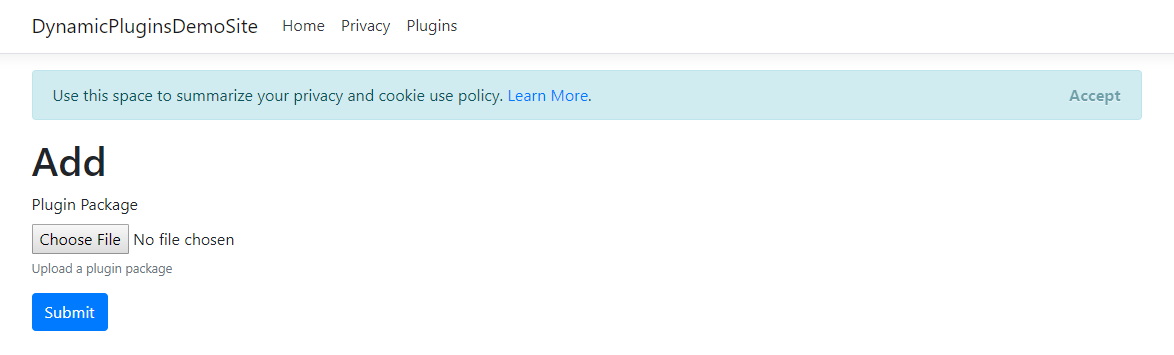 DynamicPluginsDemoSite Home Privacy Plugins
Use this space to summarize your privacy and cookie use policy. Learn More. Accept
Add
Plugin Package
Choose File No file chosen
Upload a plugin package
Submit